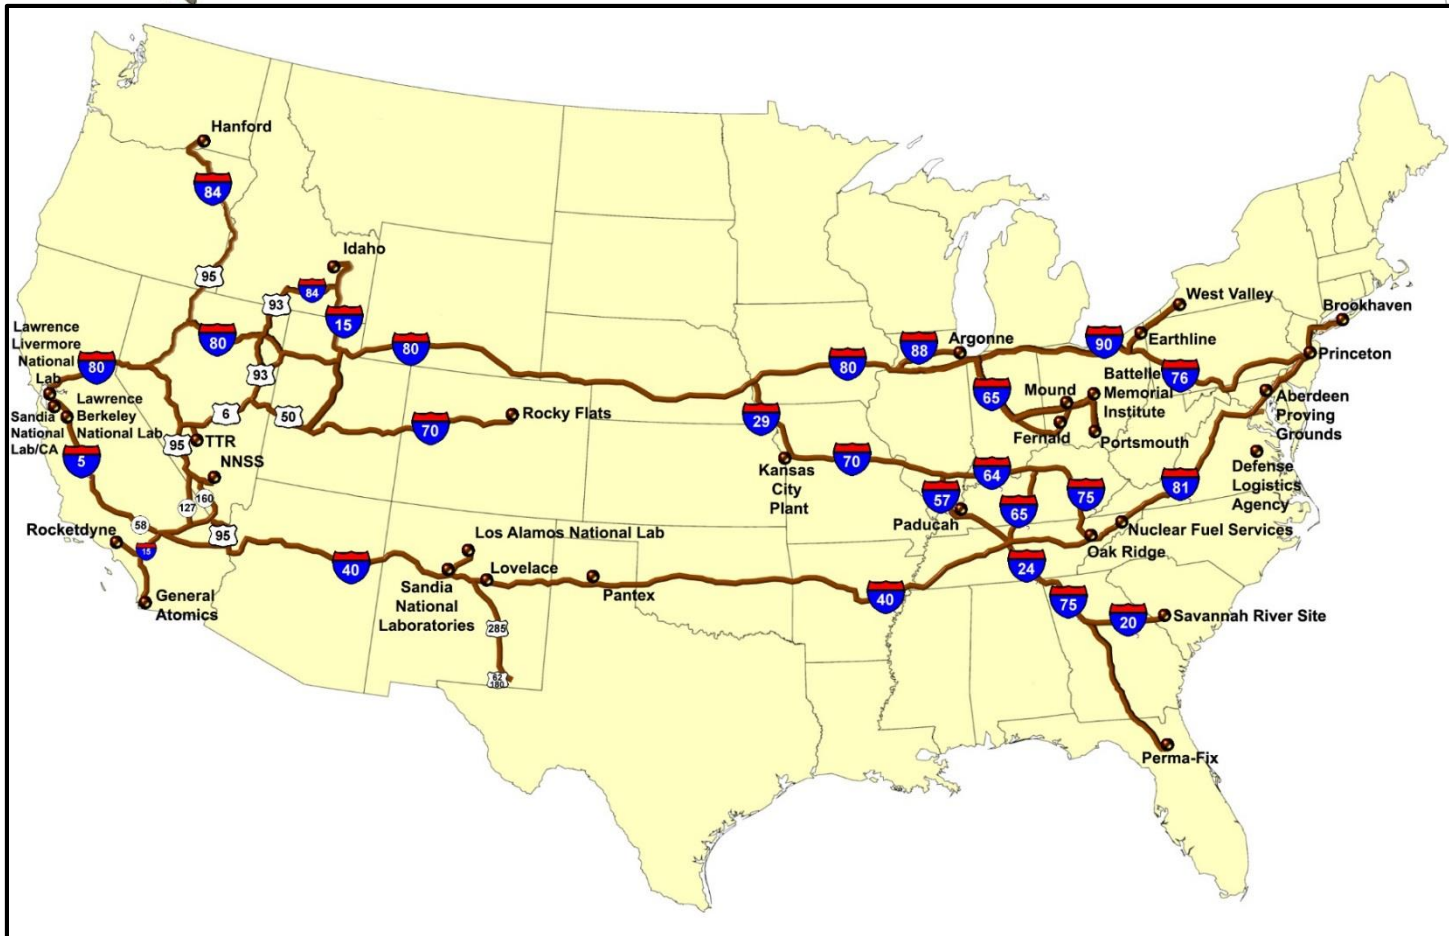 Hanford
84
95
Idaho
93
84
15
Lawrence
Livermore
National
Lab
80
80
93
80
Lawrence
Berkeley
National Lab
Sandia
National
Lab/CA
6
50
70
Rocky Flats
95
TTR
NNSS
5
160
127
58
95
Rocketdyne
15
General
Atomics
40
Los Alamos National Lab
Sandia
National
Laboratories
Lovelace
Pantex
285
62
180
80
88
Argonne
90
West Valley
Earthline
Brookhaven
Princeton
76
Battelle
Memorial
Institute
Mound
65
Fernald
Portsmouth
Aberdeen
Proving
Grounds
29
Kansas
City
Plant
70
64
57
Paducah
65
75
81
Defense
Logistics
Agency
Nuclear Fuel Services
Oak Ridge
24
40
75
20
Savannah River Site
Perma-Fix